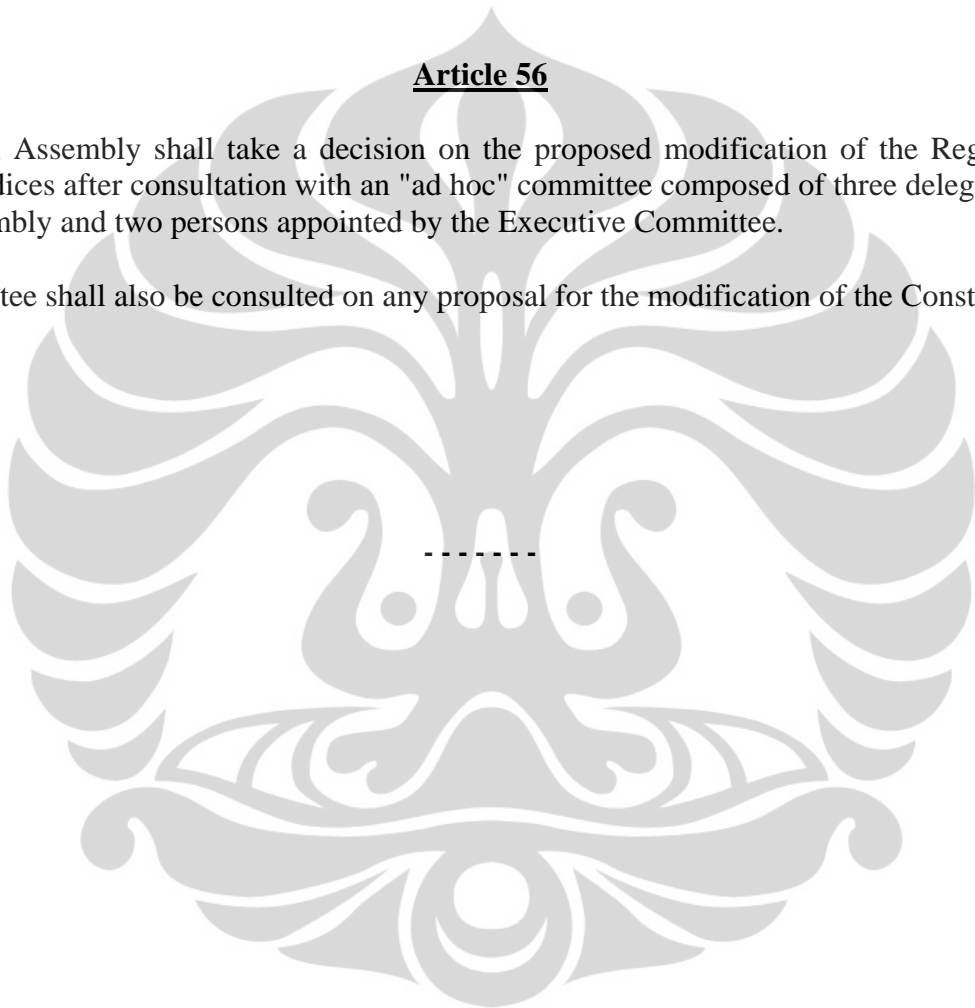 Article 56
Assembly shall take a decision on the proposed modification of the Reg
lices after consultation with an "ad hoc" committee composed of three deleg
mbly and two persons appointed by the Executive Committee.
tee shall also be consulted on any proposal for the modification of the Const
- - - - - - -